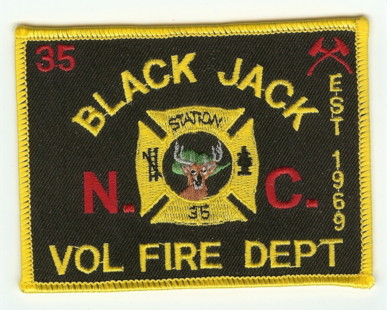 35
BLACK JACK
EST 1969
STATION
N. C.
35
VOL FIRE DEPT